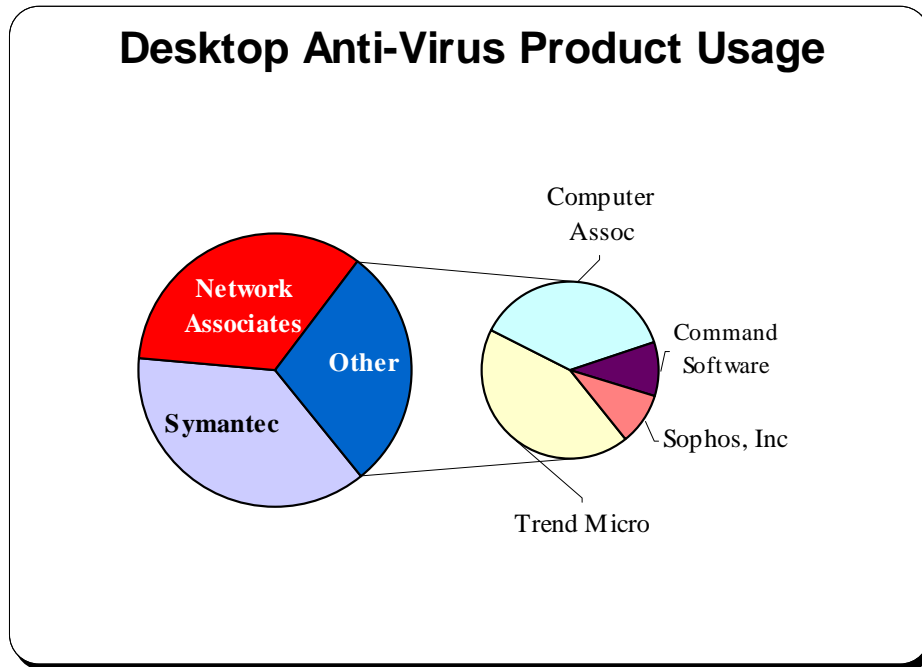 Desktop Anti-Virus Product Usage
Computer
Assoc
Network
Associates
Other
Command
Software
Symantec
Sophos, Inc
Trend Micro